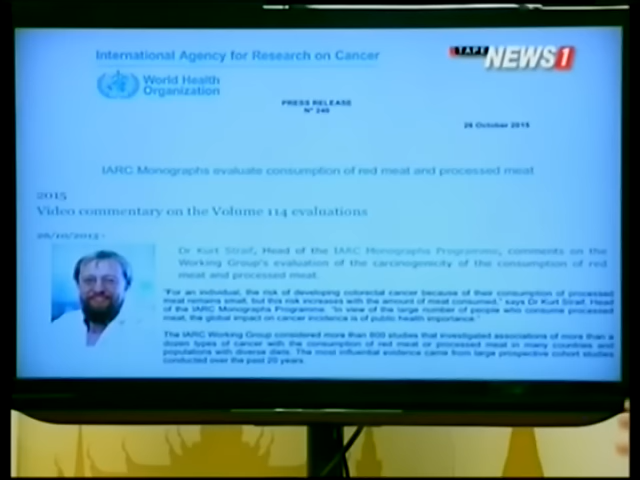 TAPE NEWS 1
International Agency for Research on Cancer
World Health
Organization
PRESS RELEASE
N° 240
26 October 2015
IARC Monographs evaluate consumption of red meat and processed meat
2015
Video commentary on the Volume 114 evaluations
26/10/2015 -
Dr Kurt Straif, Head of the IARC Monographs Programme, comments on the
Working Group's evaluation of the carcinogenicity of the consumption of red
meat and processed meat.
"For an individual, the risk of developing colorectal cancer because of their consumption of processed
meat remains small, but this risk increases with the amount of meat consumed," says Dr Kurt Straif, Head
of the IARC Monographs Programme. "In view of the large number of people who consume processed
meat, the global impact on cancer incidence is of public health importance."
The IARC Working Group considered more than 800 studies that investigated associations of more than a
dozen types of cancer with the consumption of red meat or processed meat in many countries and
populations with diverse diets. The most influential evidence came from large prospective cohort studies
conducted over the past 20 years.